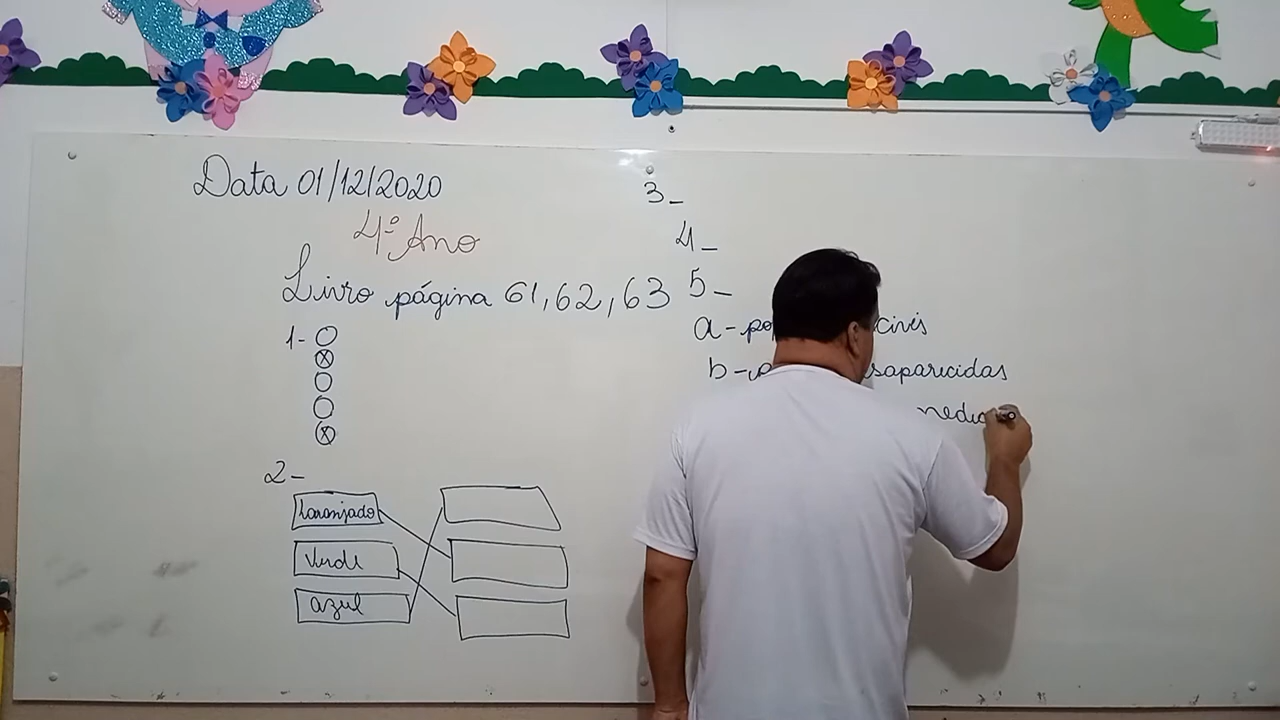 Data 01/12/2020
4º Ano
Livro página 61, 62, 63
1-
2-
laranjado
verde
azul
3-
4-
5-
a-
b-